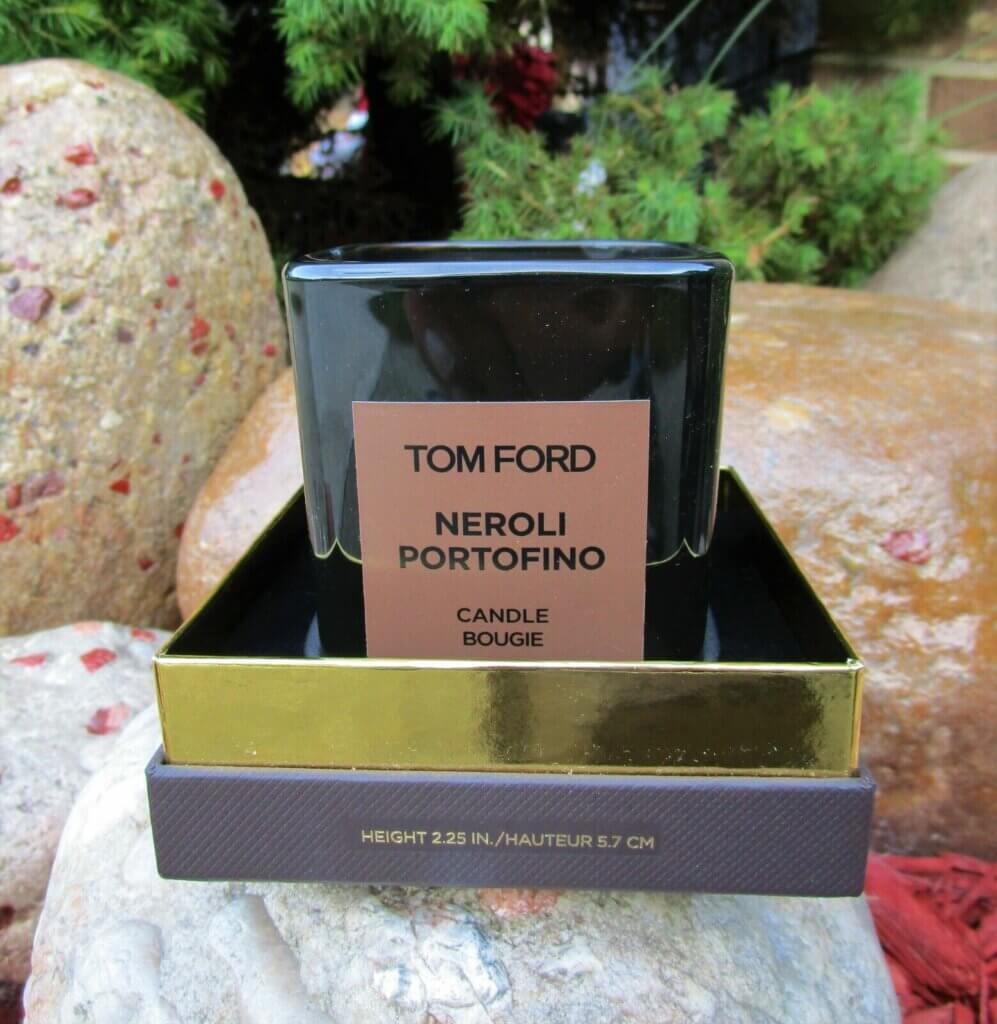 TOM FORD
NEROLI
PORTOFINO
CANDLE
BOUGIE
HEIGHT 2.25 IN./HAUTEUR 5.7 CM